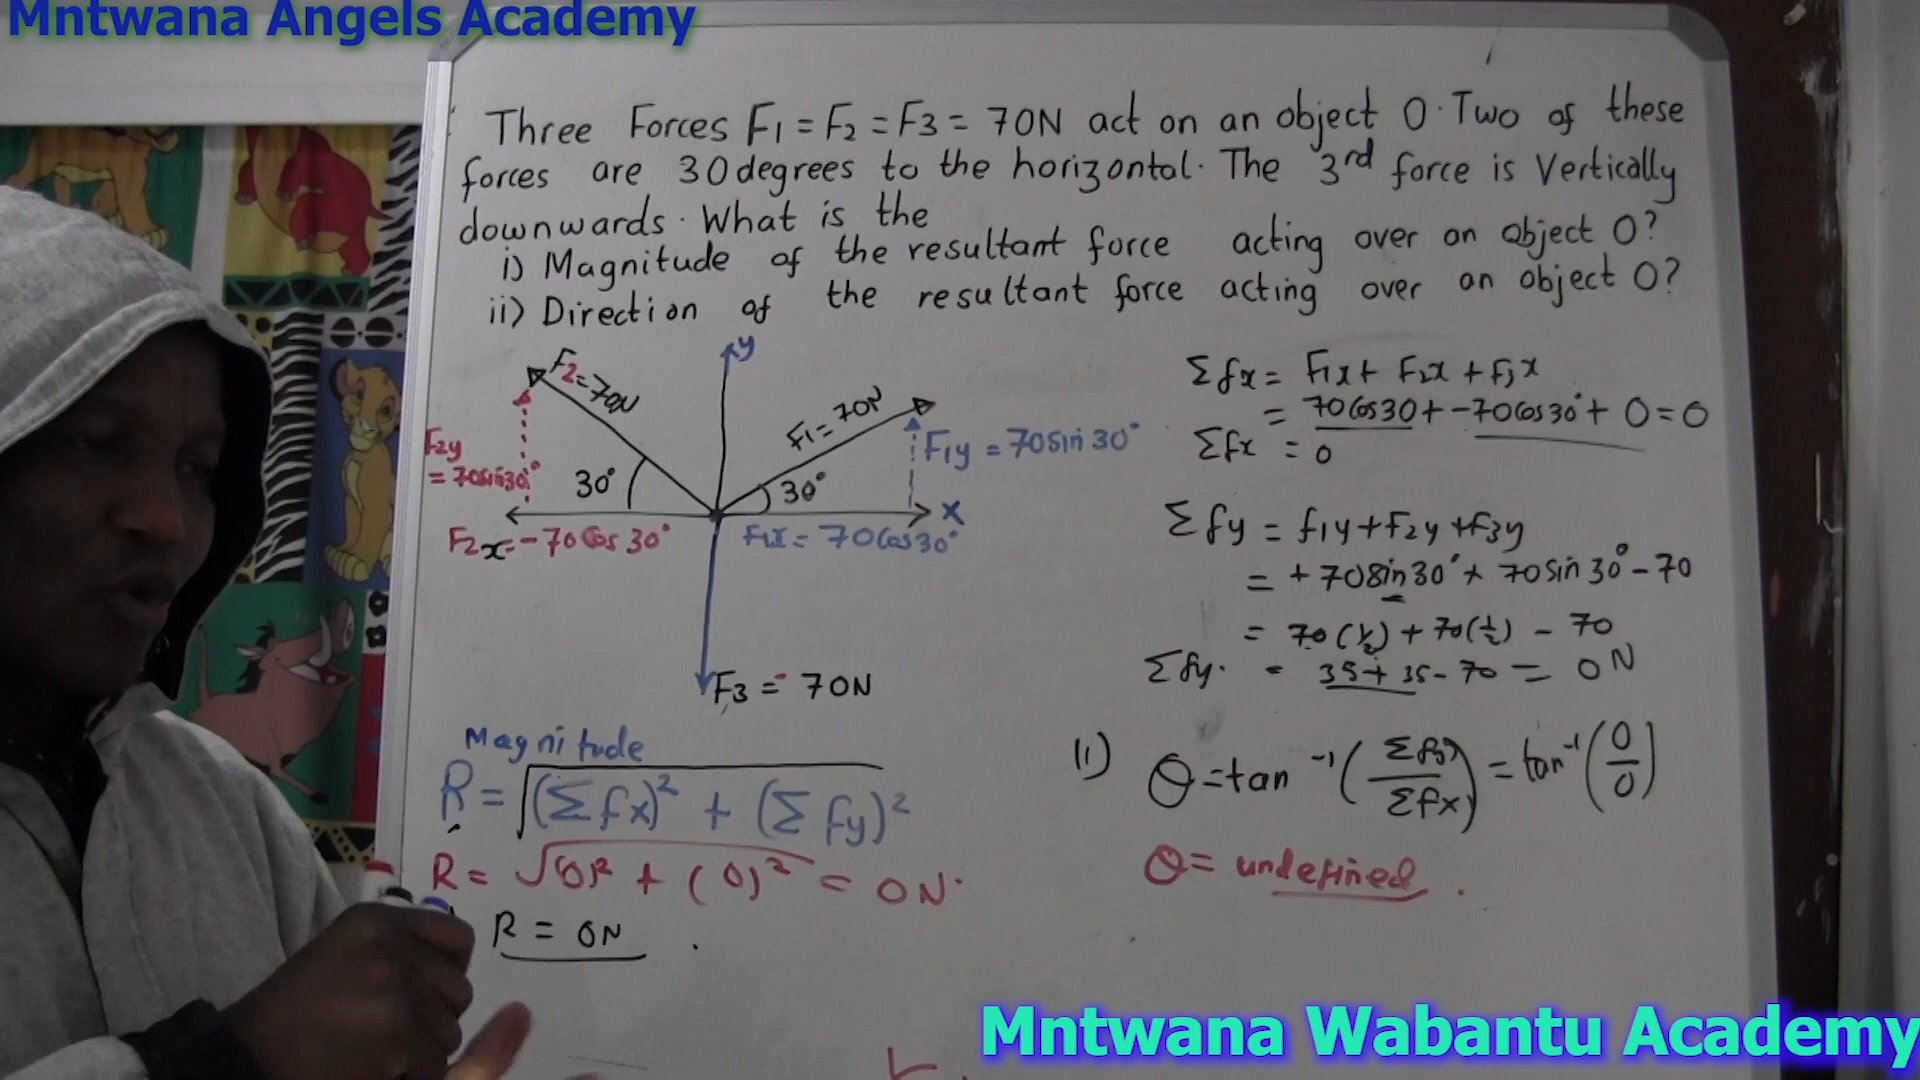 Mntwana Angels Academy
Three Forces F1 = F2 = F3 = 70N act on an object O. Two of these
forces are 30 degrees to the horizontal. The 3rd force is Vertically
downwards. What is the
i) Magnitude of the resultant force acting over an object O?
ii) Direction of the resultant force acting over an object O?
y
F2 = 70N
F1 = 70N
F2y
= 70sin30°
30°
30°
F1y = 70sin30°
x
F2x = -70Cos30°
F1x = 70Cos30°
F3 = 70N
Σfx = F1x + F2x + F3x
= 70Cos30 + -70Cos30° + 0 = 0
Σfx = 0
Σfy = f1y + F2y + F3y
= +70Sin30° + 70sin30° - 70
= 70(1/2) + 70(1/2) - 70
Σfy. = 35 + 35 - 70 = 0N
Magnitude
R = √(Σfx)² + (Σfy)²
R = √(0)² + (0)² = 0N.
R = 0N.
ii) θ = tan⁻¹(Σfy/Σfx) = tan⁻¹(0/0)
θ = undefined.
Mntwana Wabantu Academy